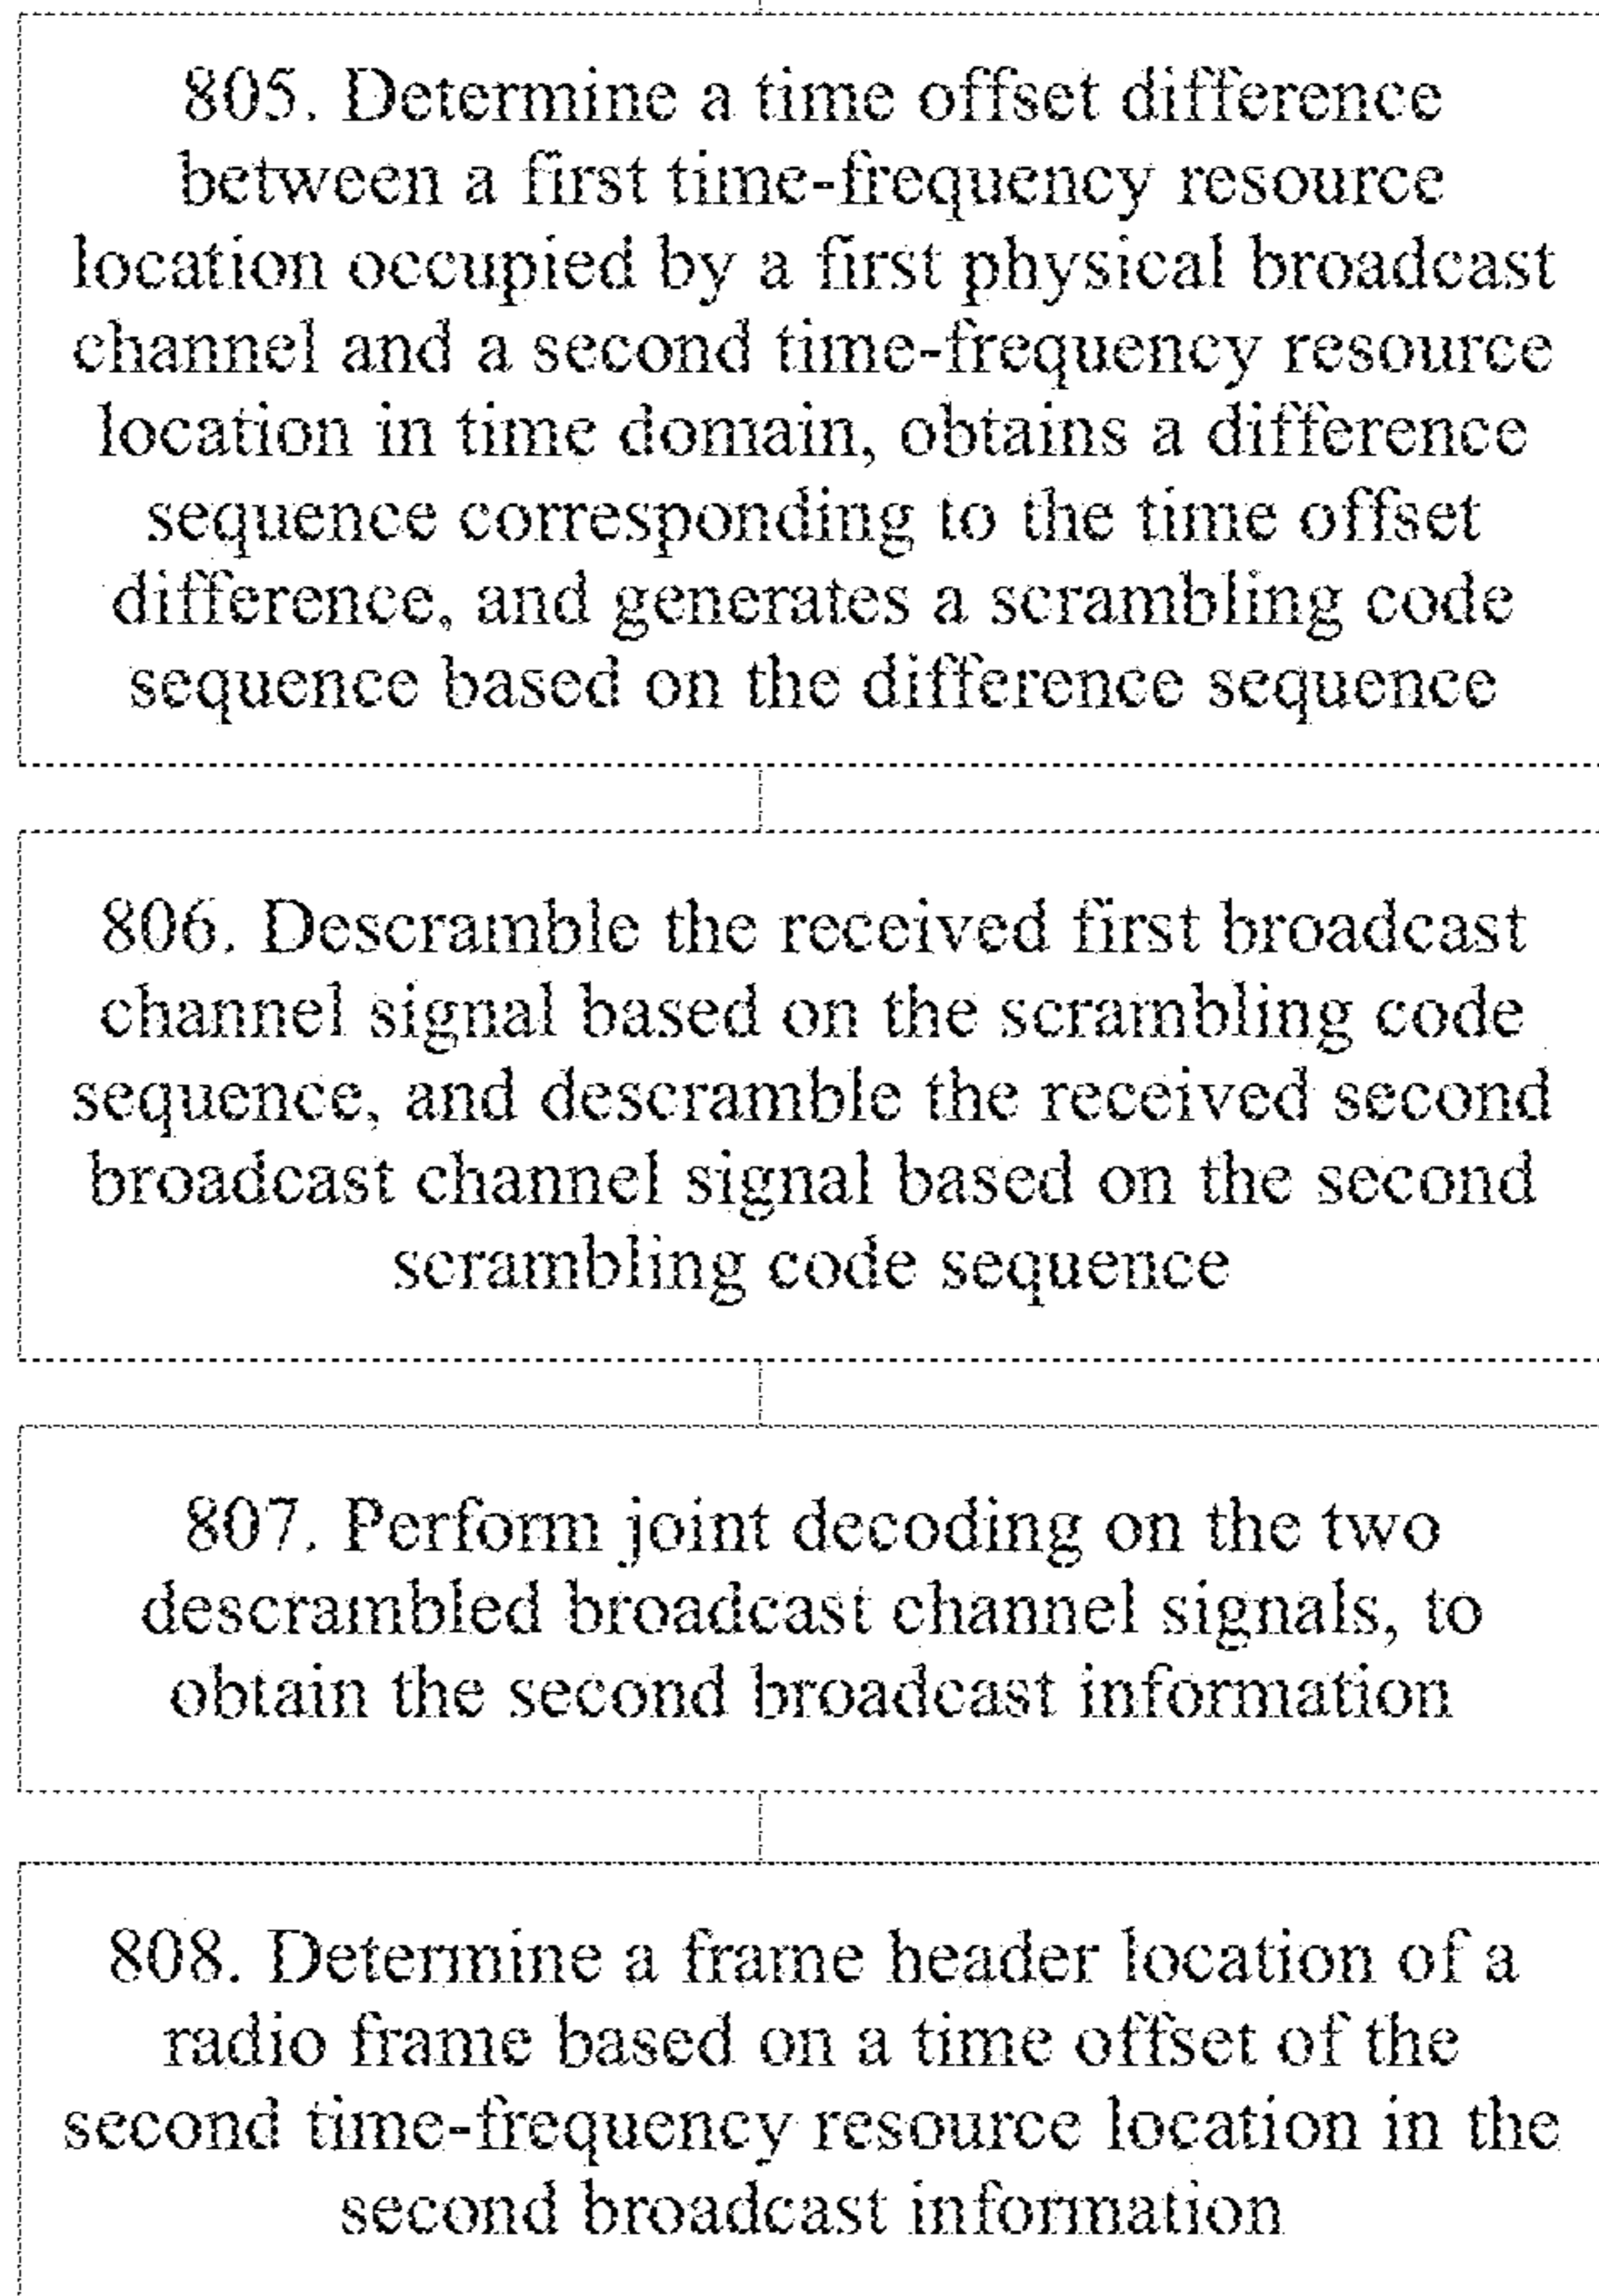 805. Determine a time offset difference
between a first time-frequency resource
location occupied by a first physical broadcast
channel and a second time-frequency resource
location in time domain, obtains a difference
sequence corresponding to the time offset
difference, and generates a scrambling code
sequence based on the difference sequence
806. Descramble the received first broadcast
channel signal based on the scrambling code
sequence, and descramble the received second
broadcast channel signal based on the second
scrambling code sequence
807. Perform joint decoding on the two
descrambled broadcast channel signals, to
obtain the second broadcast information
808. Determine a frame header location of a
radio frame based on a time offset of the
second time-frequency resource location in the
second broadcast information